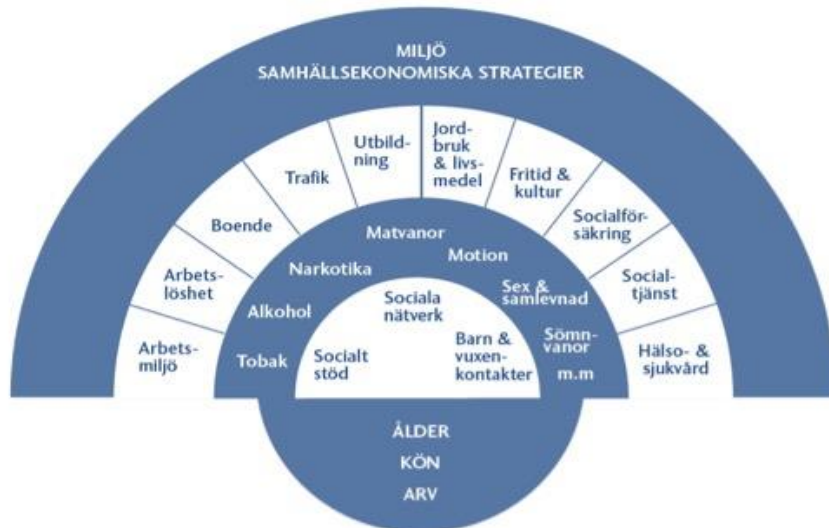 MILJÖ
SAMHÄLLSEKONOMISKA STRATEGIER
Arbets-
miljö
Arbets-
löshet
Boende
Trafik
Utbild-
ning
Jord-
bruk
& livs-
medel
Fritid &
kultur
Socialför-
säkring
Social-
tjänst
Hälso- &
sjukvård
Tobak
Alkohol
Narkotika
Matvanor
Motion
Sex &
samlevnad
Sömn-
vanor
m.m
Socialt
stöd
Sociala
nätverk
Barn &
vuxen-
kontakter
ÅLDER
KÖN
ARV